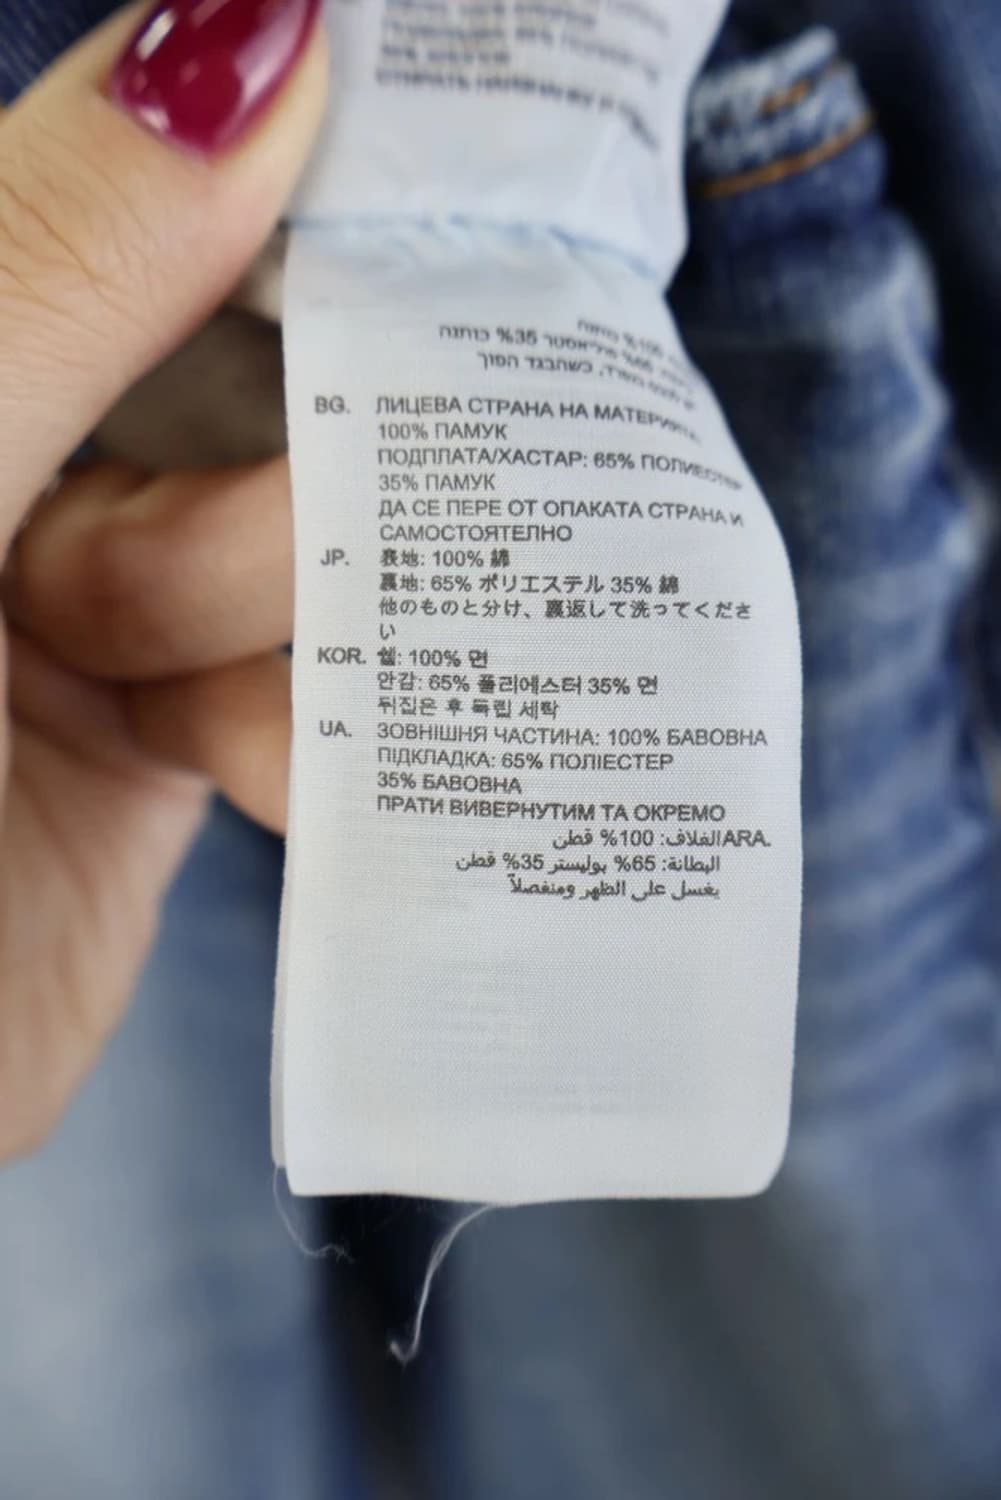 35% כותנה
כשהבגד הפוך
BG. ЛИЦЕВА СТРАНА НА МАТЕРИЯТА:
100% ПАМУК
ПОДПЛАТА/ХАСТАР: 65% ПОЛИЕСТЕР
35% ПАМУК
ДА СЕ ПЕРЕ ОТ ОПАКАТА СТРАНА И
САМОСТОЯТЕЛНО
JP. 表地: 100% 綿
裏地: 65% ポリエステル 35% 綿
他のものと分け、裏返して洗ってくださ
い
KOR. 쉘: 100% 면
안감: 65% 폴리에스터 35% 면
뒤집은 후 독립 세탁
UA. ЗОВНІШНЯ ЧАСТИНА: 100% БАВОВНА
ПІДКЛАДКА: 65% ПОЛІЕСТЕР
35% БАВОВНА
ПРАТИ ВИВЕРНУТИМ ТА ОКРЕМО
ARA. الغلاف: 100% قطن
البطانة: 65% بوليستر 35% قطن
يغسل على الظهر ومنفصلاً